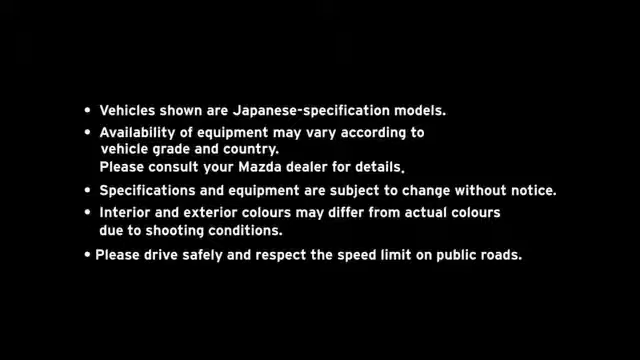 • Vehicles shown are Japanese-specification models.
• Availability of equipment may vary according to
vehicle grade and country.
Please consult your Mazda dealer for details.
• Specifications and equipment are subject to change without notice.
• Interior and exterior colours may differ from actual colours
due to shooting conditions.
• Please drive safely and respect the speed limit on public roads.